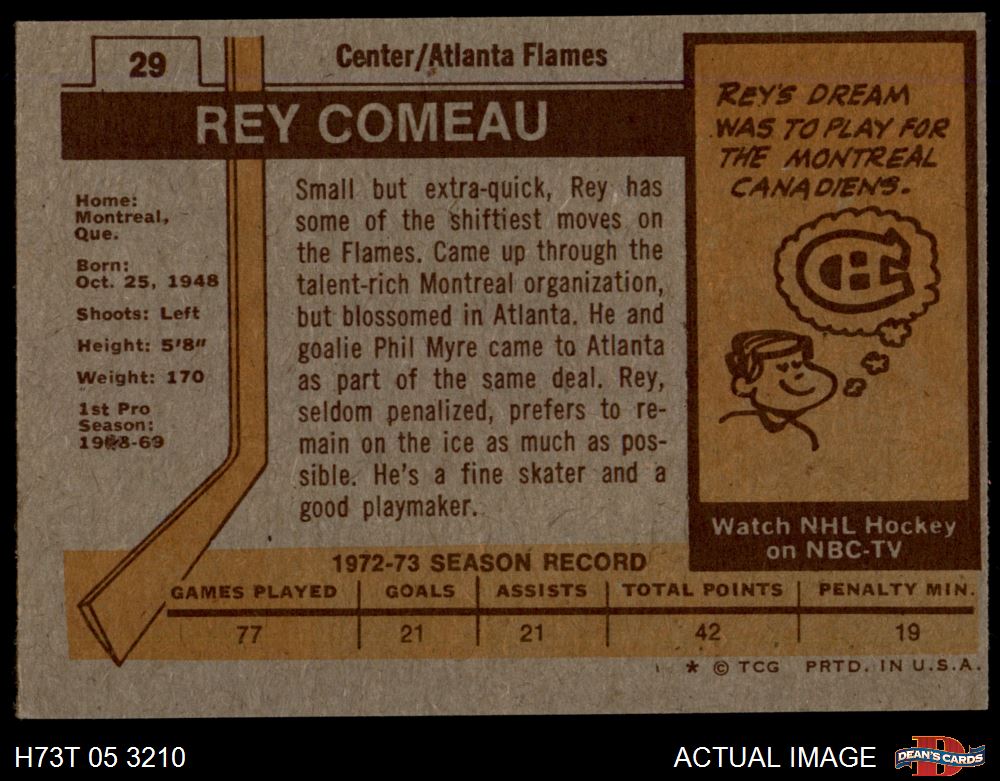 29
Center/Atlanta Flames
REY COMEAU
Home:
Montreal,
Que.
Born:
Oct. 25, 1948
Shoots: Left
Height: 5'8"
Weight: 170
1st Pro
Season:
1968-69
Small but extra-quick, Rey has
some of the shiftiest moves on
the Flames. Came up through the
talent-rich Montreal organization,
but blossomed in Atlanta. He and
goalie Phil Myre came to Atlanta
as part of the same deal. Rey,
seldom penalized, prefers to re-
main on the ice as much as pos-
sible. He's a fine skater and a
good playmaker.
REY'S DREAM
WAS TO PLAY FOR
THE MONTREAL
CANADIENS.
CH
Watch NHL Hockey
on NBC-TV
1972-73 SEASON RECORD
GAMES PLAYED GOALS ASSISTS TOTAL POINTS PENALTY MIN.
77 21 21 42 19
* © TCG PRTD. IN U.S.A.
H73T 05 3210
ACTUAL IMAGE
D
DEAN'S CARDS